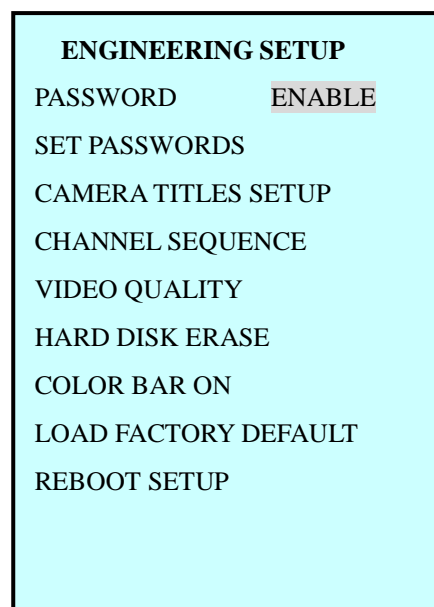 ENGINEERING SETUP
PASSWORD ENABLE
SET PASSWORDS
CAMERA TITLES SETUP
CHANNEL SEQUENCE
VIDEO QUALITY
HARD DISK ERASE
COLOR BAR ON
LOAD FACTORY DEFAULT
REBOOT SETUP